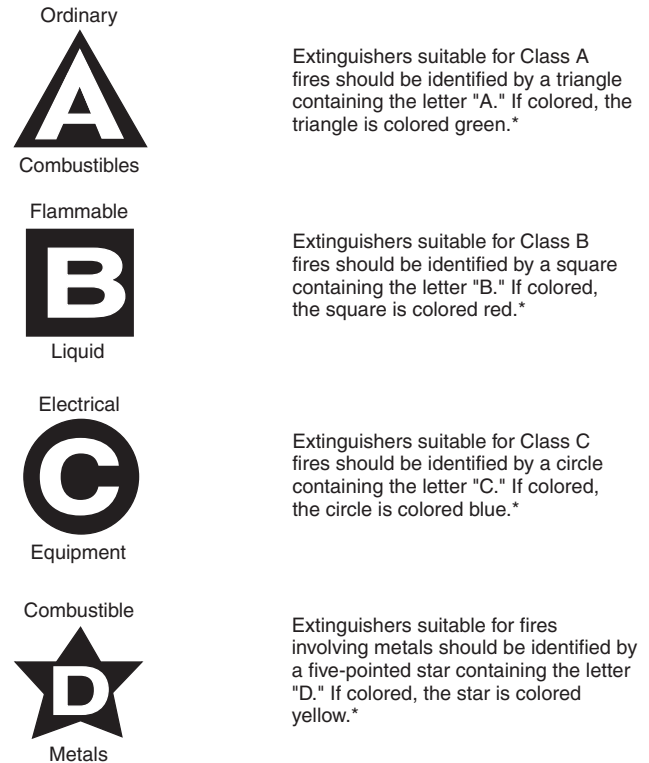 Ordinary
A
Combustibles
Extinguishers suitable for Class A
fires should be identified by a triangle
containing the letter "A." If colored, the
triangle is colored green.*
Flammable
B
Liquid
Extinguishers suitable for Class B
fires should be identified by a square
containing the letter "B." If colored,
the square is colored red.*
Electrical
C
Equipment
Extinguishers suitable for Class C
fires should be identified by a circle
containing the letter "C." If colored,
the circle is colored blue.*
Combustible
D
Metals
Extinguishers suitable for fires
involving metals should be identified by
a five-pointed star containing the letter
"D." If colored, the star is colored
yellow.*